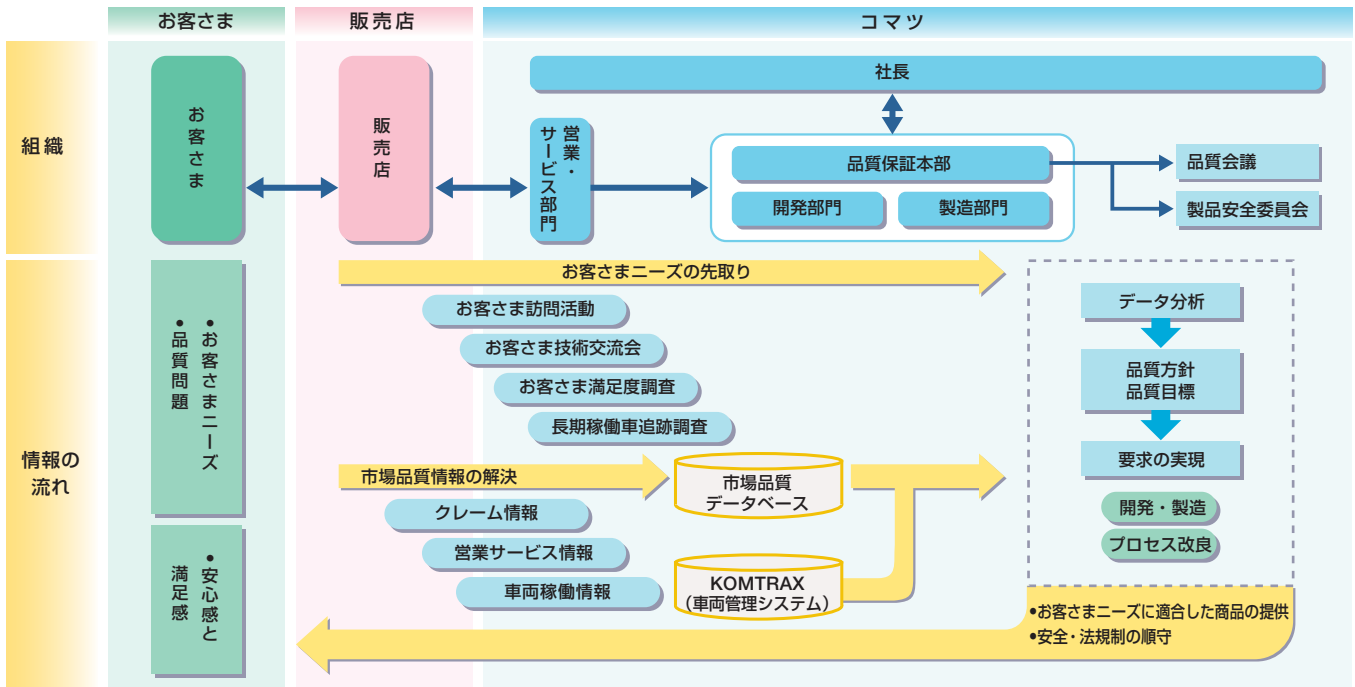 お客さま
販売店
コマツ
組織
お客さま
販売店
営業・
サービス部門
社長
品質保証本部
開発部門
製造部門
品質会議
製品安全委員会
情報の
流れ
•お客さまニーズ
•品質問題
•安心感と
満足感
お客さまニーズの先取り
お客さま訪問活動
お客さま技術交流会
お客さま満足度調査
長期稼働車追跡調査
市場品質情報の解決
クレーム情報
営業サービス情報
車両稼働情報
市場品質
データベース
KOMTRAX
（車両管理システム）
データ分析
品質方針
品質目標
要求の実現
開発・製造
プロセス改良
•お客さまニーズに適合した商品の提供
•安全・法規制の順守